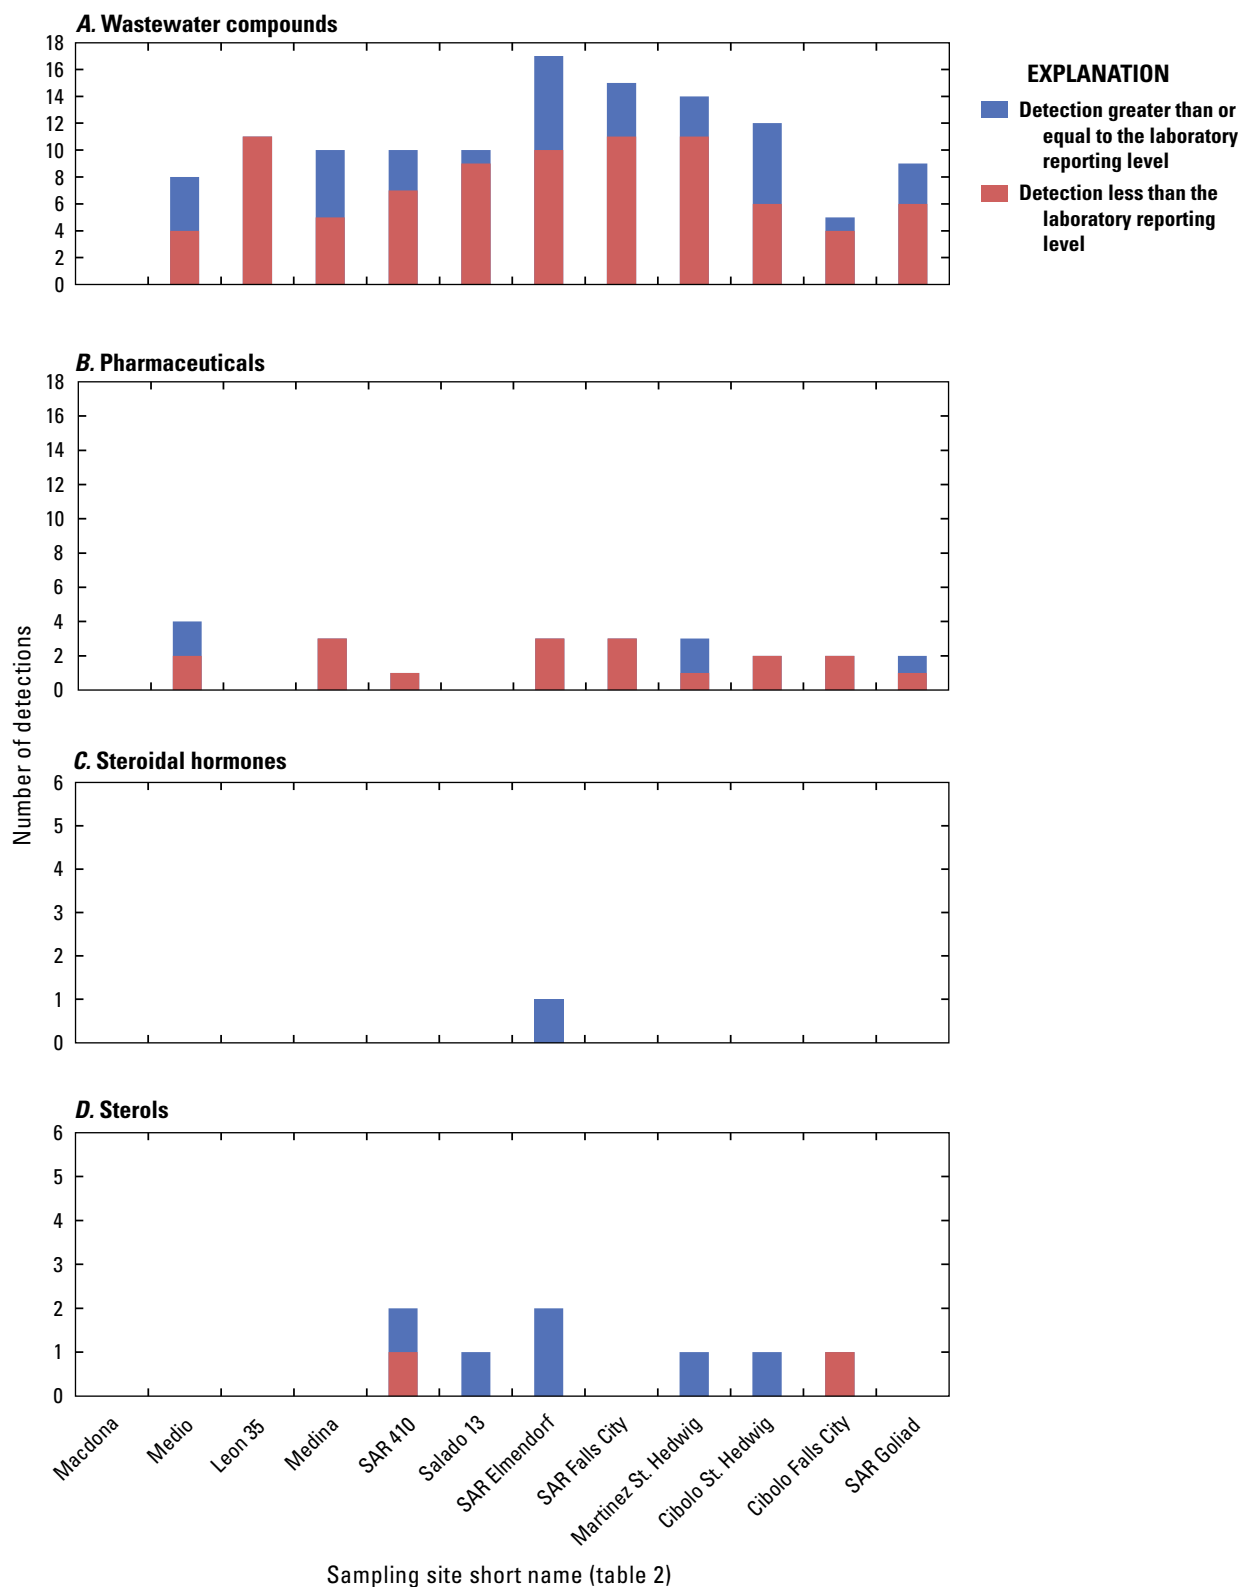 A. Wastewater compounds
18
16
14
12
10
8
6
4
2
0
EXPLANATION
Detection greater than or
equal to the laboratory
reporting level
Detection less than the
laboratory reporting
level
B. Pharmaceuticals
18
16
14
12
10
8
6
4
2
0
Number of detections
C. Steroidal hormones
6
5
4
3
2
1
0
D. Sterols
6
5
4
3
2
1
0
Macdona
Medio
Leon 35
Medina
SAR 410
Salado 13
SAR Elmendorf
SAR Falls City
Martinez St. Hedwig
Cibolo St. Hedwig
Cibolo Falls City
SAR Goliad
Sampling site short name (table 2)